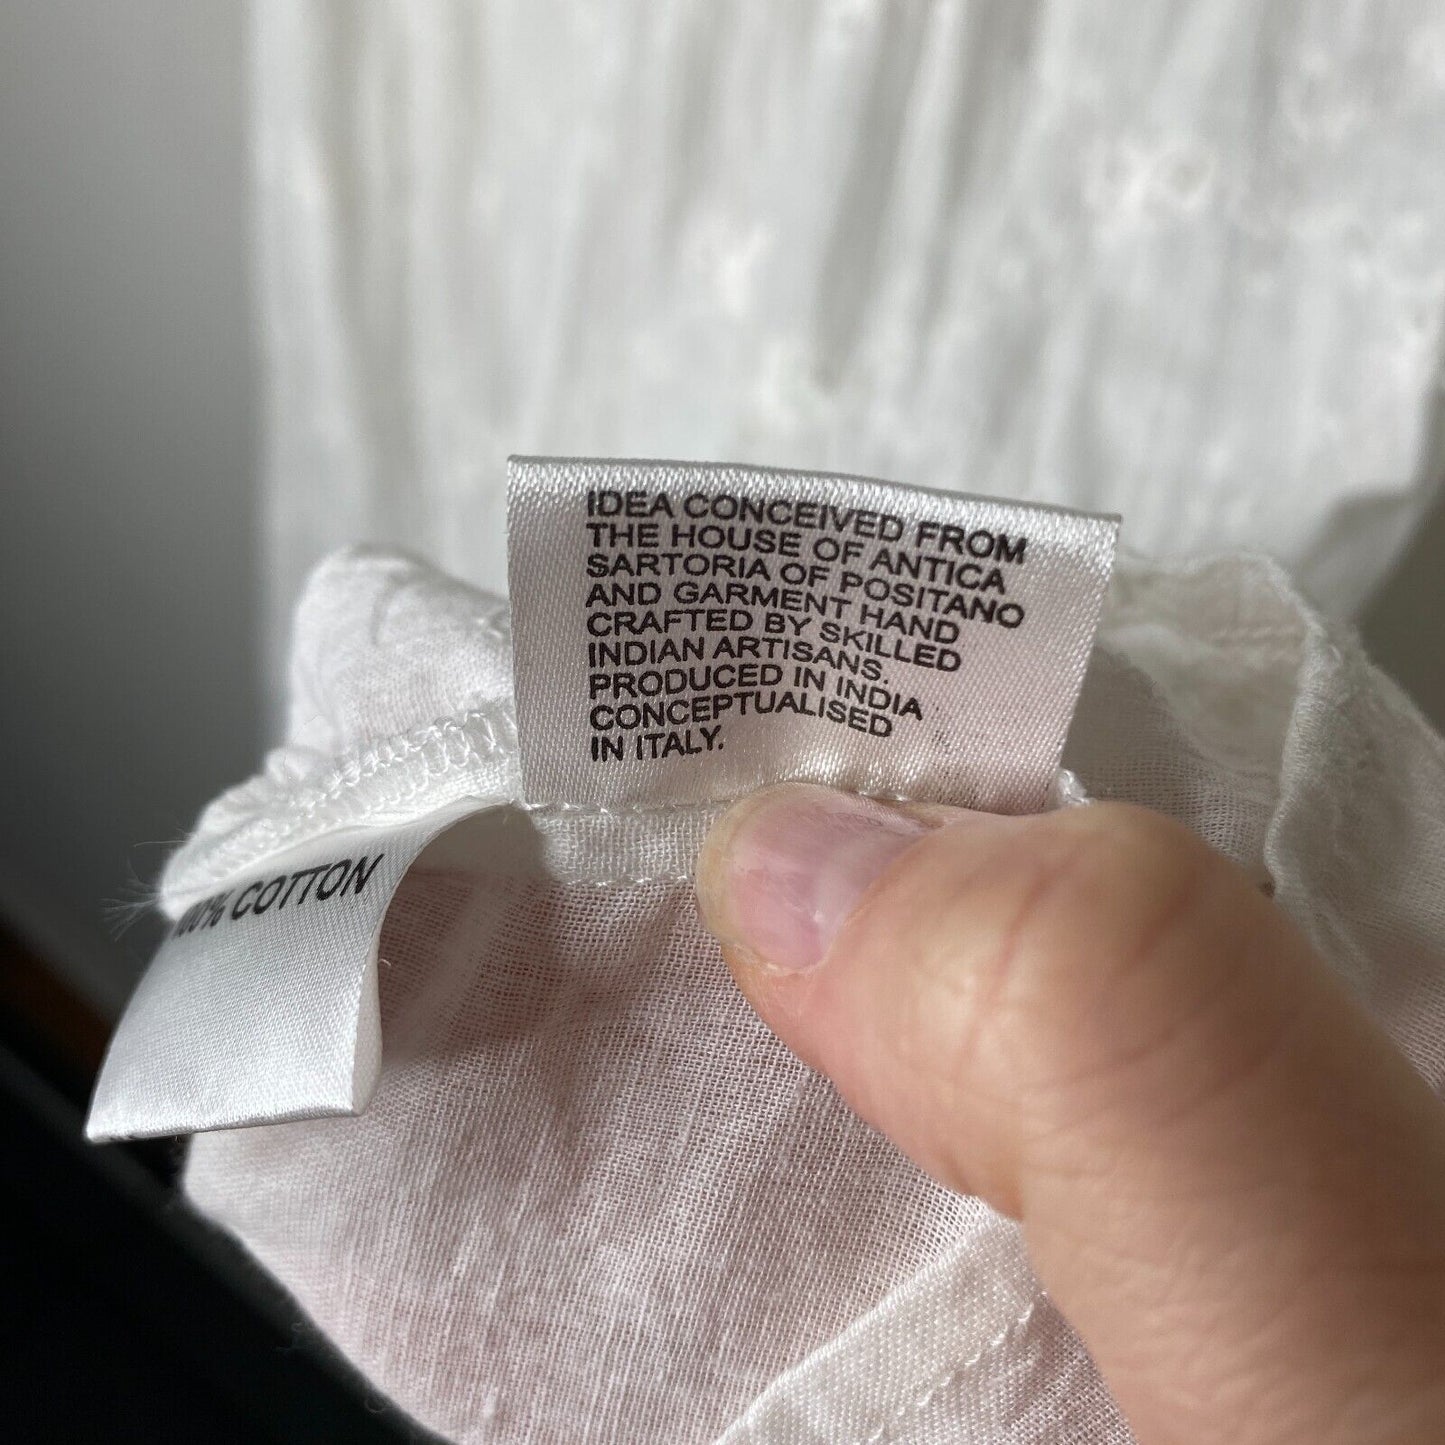 IDEA CONCEIVED FROM
THE HOUSE OF ANTICA
SARTORIA OF POSITANO
AND GARMENT HAND
CRAFTED BY SKILLED
INDIAN ARTISANS.
PRODUCED IN INDIA
CONCEPTUALISED
IN ITALY.
100% COTTON